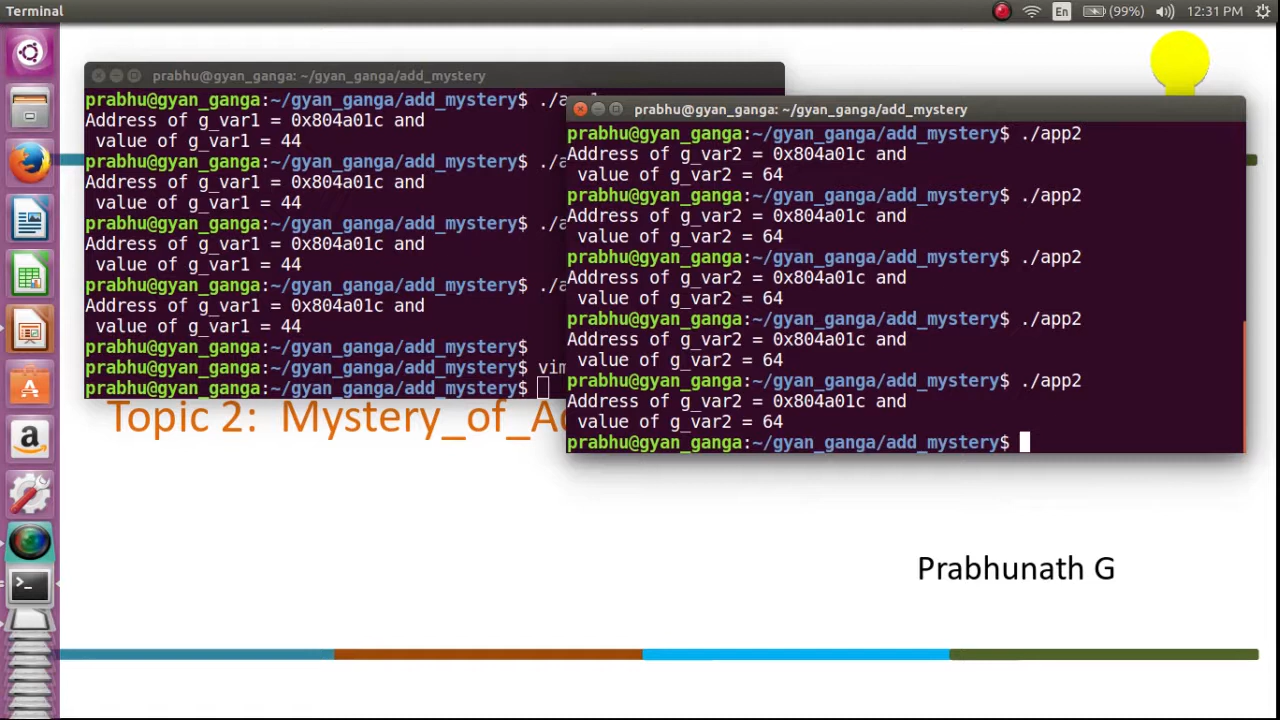 Terminal
En
(99%)
12:31 PM
prabhu@gyan_ganga: ~/gyan_ganga/add_mystery
prabhu@gyan_ganga:~/gyan_ganga/add_mystery$
Address of g_var1 = 0x804a01c and
value of g_var1 = 44
prabhu@gyan_ganga:~/gyan_ganga/add_mystery$ ./a
Address of g_var1 = 0x804a01c and
value of g_var1 = 44
prabhu@gyan_ganga:~/gyan_ganga/add_mystery$ ./a
Address of g_var1 = 0x804a01c and
value of g_var1 = 44
prabhu@gyan_ganga:~/gyan_ganga/add_mystery$ ./a
Address of g_var1 = 0x804a01c and
value of g_var1 = 44
prabhu@gyan_ganga:~/gyan_ganga/add_mystery$
prabhu@gyan_ganga:~/gyan_ganga/add_mystery$ vim
prabhu@gyan_ganga:~/gyan_ganga/add_mystery$
prabhu@gyan_ganga: ~/gyan_ganga/add_mystery
prabhu@gyan_ganga:~/gyan_ganga/add_mystery$ ./app2
Address of g_var2 = 0x804a01c and
value of g_var2 = 64
prabhu@gyan_ganga:~/gyan_ganga/add_mystery$ ./app2
Address of g_var2 = 0x804a01c and
value of g_var2 = 64
prabhu@gyan_ganga:~/gyan_ganga/add_mystery$ ./app2
Address of g_var2 = 0x804a01c and
value of g_var2 = 64
prabhu@gyan_ganga:~/gyan_ganga/add_mystery$ ./app2
Address of g_var2 = 0x804a01c and
value of g_var2 = 64
prabhu@gyan_ganga:~/gyan_ganga/add_mystery$ ./app2
Address of g_var2 = 0x804a01c and
value of g_var2 = 64
prabhu@gyan_ganga:~/gyan_ganga/add_mystery$
Topic 2: Mystery_of_A
Prabhunath G